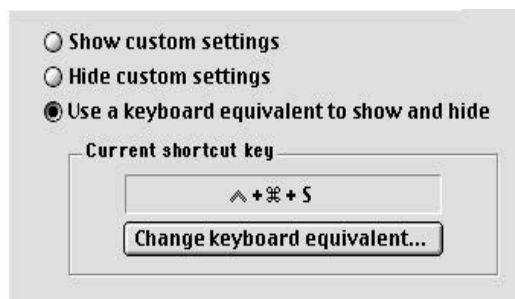 Show custom settings
Hide custom settings
Use a keyboard equivalent to show and hide
Current shortcut key
⌃ + ⌘ + S
Change keyboard equivalent...